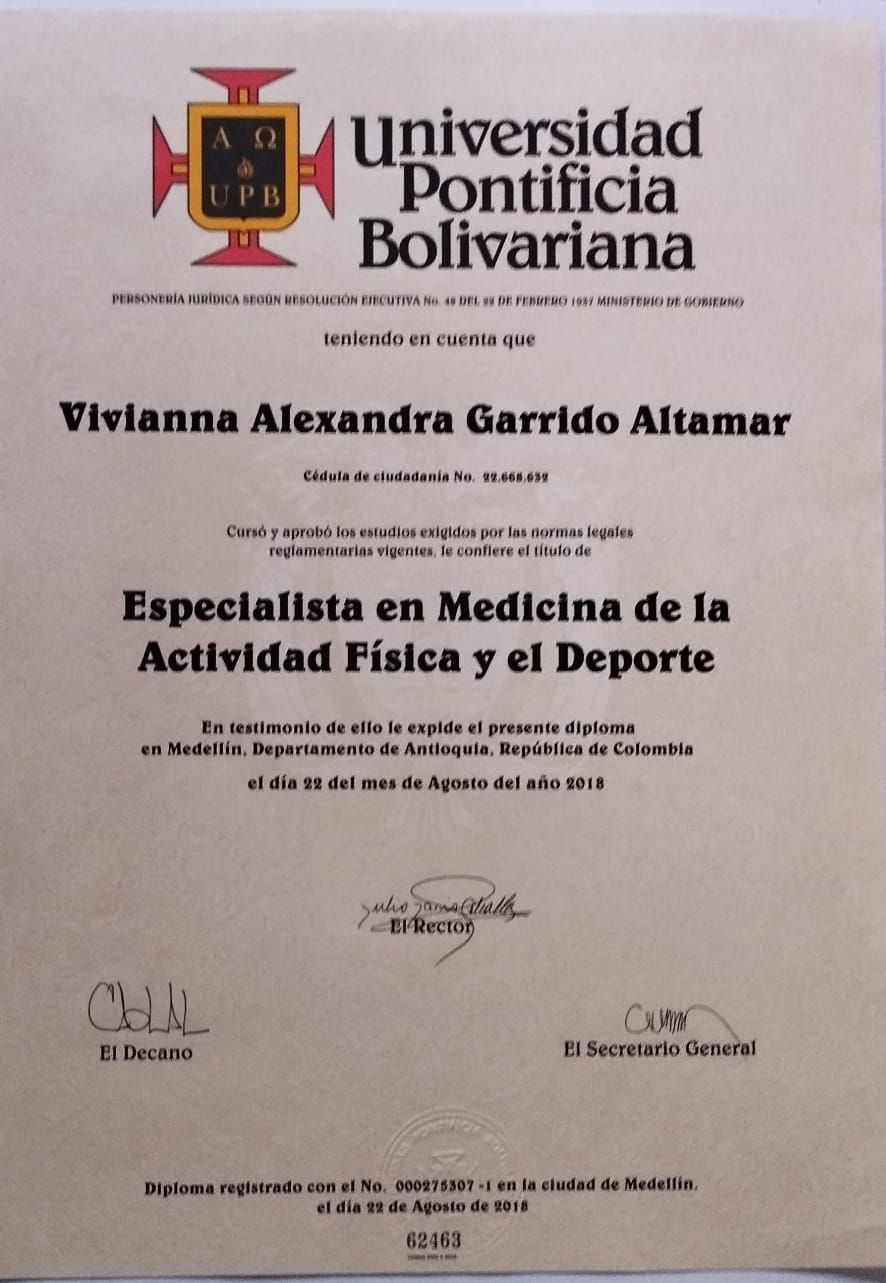 Α Ω
UPB
Universidad
Pontificia
Bolivariana
PERSONERÍA JURÍDICA SEGÚN RESOLUCIÓN EJECUTIVA No. 48 DEL 22 DE FEBRERO 1937 MINISTERIO DE GOBIERNO
teniendo en cuenta que
Vivianna Alexandra Garrido Altamar
Cédula de ciudadanía No. 22.668.632
Cursó y aprobó los estudios exigidos por las normas legales
reglamentarias vigentes, le confiere el título de
Especialista en Medicina de la
Actividad Física y el Deporte
En testimonio de ello le expide el presente diploma
en Medellín, Departamento de Antioquia, República de Colombia
el día 22 del mes de Agosto del año 2018
El Rector
El Decano
El Secretario General
Diploma registrado con el No. 000275307 -1 en la ciudad de Medellín,
el día 22 de Agosto de 2018
62463